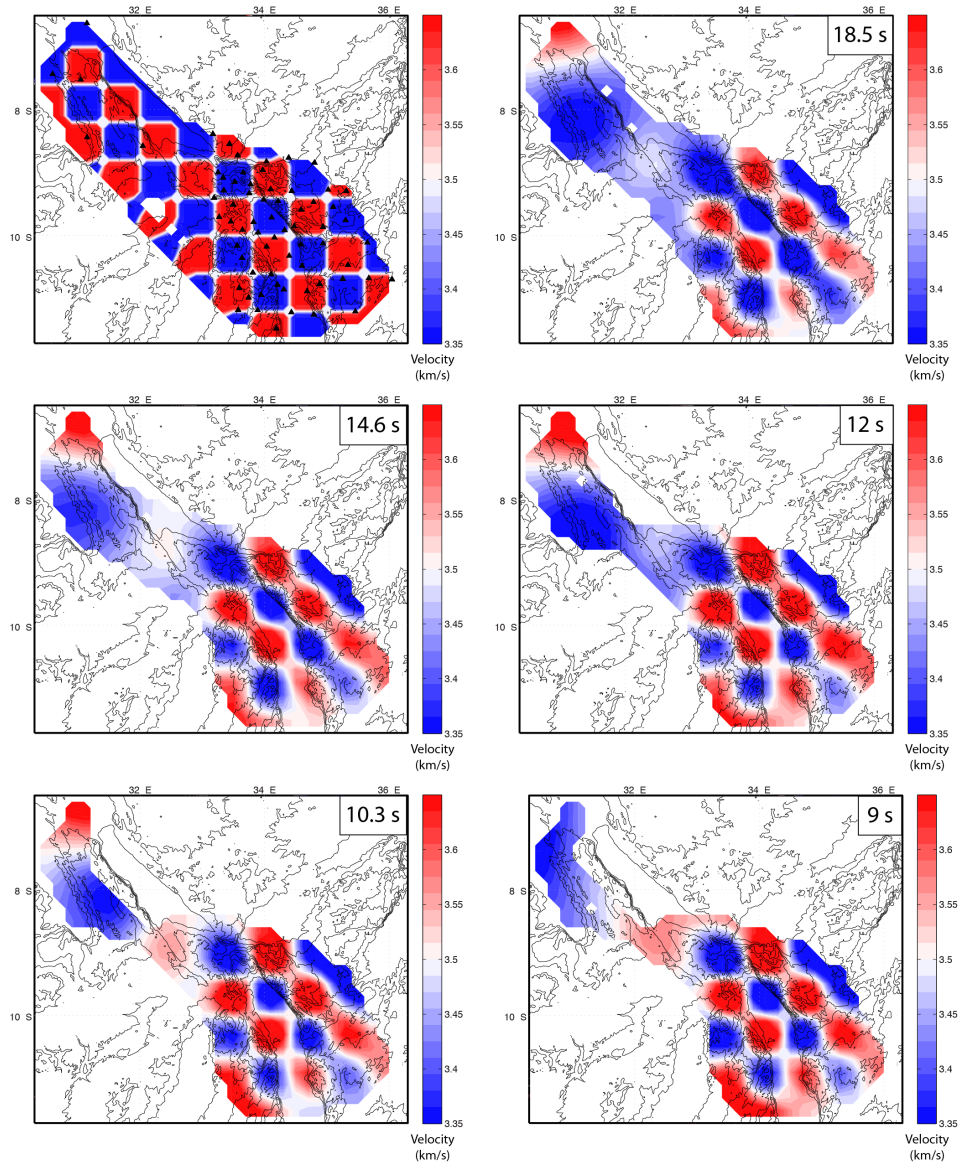 32 E 34 E 36 E
8 S
10 S
3.6
3.55
3.5
3.45
3.4
3.35
Velocity
(km/s)
32 E 34 E 36 E
18.5 s
8 S
10 S
3.6
3.55
3.5
3.45
3.4
3.35
Velocity
(km/s)
32 E 34 E 36 E
14.6 s
8 S
10 S
3.6
3.55
3.5
3.45
3.4
3.35
Velocity
(km/s)
32 E 34 E 36 E
12 s
8 S
10 S
3.6
3.55
3.5
3.45
3.4
3.35
Velocity
(km/s)
32 E 34 E 36 E
10.3 s
8 S
10 S
3.6
3.55
3.5
3.45
3.4
3.35
Velocity
(km/s)
32 E 34 E 36 E
9 s
8 S
10 S
3.6
3.55
3.5
3.45
3.4
3.35
Velocity
(km/s)